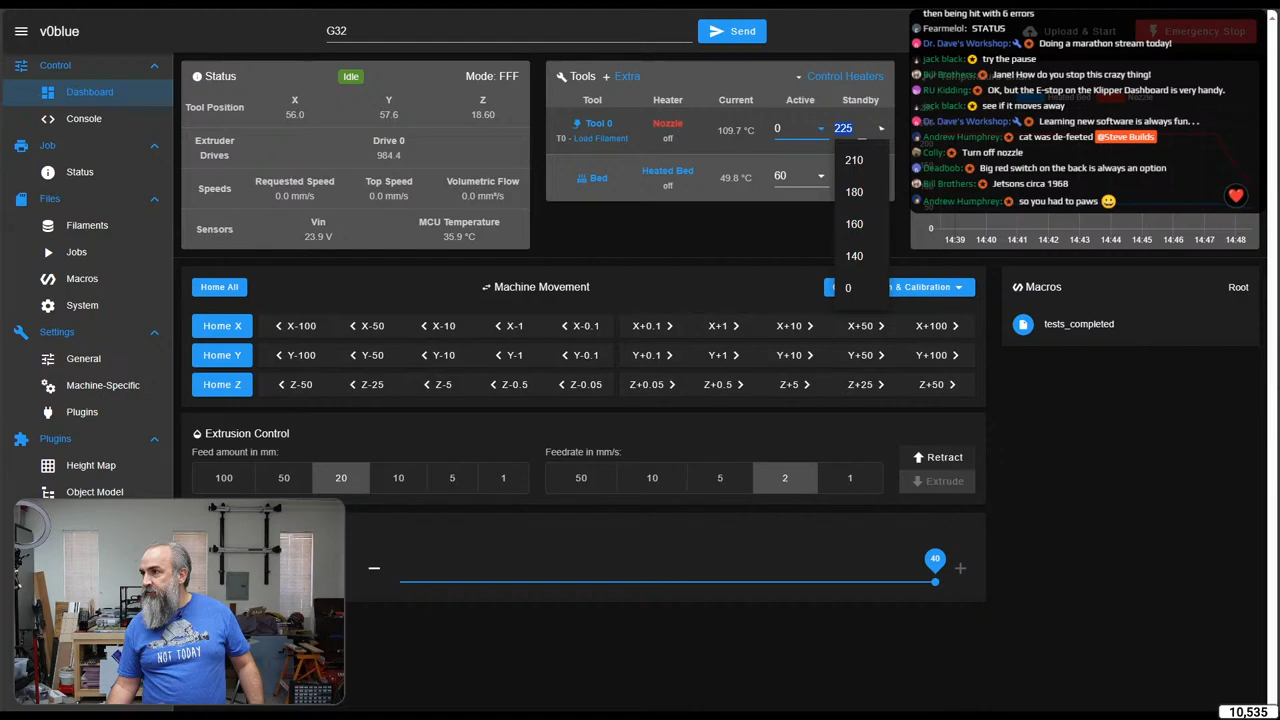 v0blue
G32
Send
Upload & Start
Emergency Stop
then being hit with 6 errors
Fearmelol: STATUS
Dr. Dave's Workshop: Doing a marathon stream today!
jack black: try the pause
Bill Brothers: Jane! How do you stop this crazy thing!
RU Kidding: OK, but the E-stop on the Klipper Dashboard is very handy.
jack black: see if it moves away
Dr. Dave's Workshop: Learning new software is always fun. . .
Andrew Humphrey: cat was de-feeted @Steve Builds
Colly: Turn off nozzle
Deadbob: Big red switch on the back is always an option
Bill Brothers: Jetsons circa 1968
Andrew Humphrey: so you had to paws
0
14:39 14:40 14:41 14:42 14:43 14:44 14:45 14:46 14:47 14:48
Control
Dashboard
Console
Job
Status
Files
Filaments
Jobs
Macros
System
Settings
General
Machine-Specific
Plugins
Plugins
Height Map
Object Model
Status
Idle
Mode: FFF
Tool Position
X
56.0
Y
57.6
Z
18.60
Extruder Drives
Drive 0
984.4
Speeds
Requested Speed
0.0 mm/s
Top Speed
0.0 mm/s
Volumetric Flow
0.0 mm³/s
Sensors
Vin
23.9 V
MCU Temperature
35.9 °C
Tools + Extra
Control Heaters
Tool Heater Current Active Standby
Tool 0
T0 - Load Filament
Nozzle
off
109.7 °C
0
225
Bed
Heated Bed
off
49.8 °C
60
210
180
160
140
0
Home All
Machine Movement
& Calibration
Home X X-100 X-50 X-10 X-1 X-0.1 X+0.1 X+1 X+10 X+50 X+100
Home Y Y-100 Y-50 Y-10 Y-1 Y-0.1 Y+0.1 Y+1 Y+10 Y+50 Y+100
Home Z Z-50 Z-25 Z-5 Z-0.5 Z-0.05 Z+0.05 Z+0.5 Z+5 Z+25 Z+50
Macros
Root
tests_completed
Extrusion Control
Feed amount in mm:
100 50 20 10 5 1
Feedrate in mm/s:
50 10 5 2 1
Retract
Extrude
40
NOT TODAY
10,535